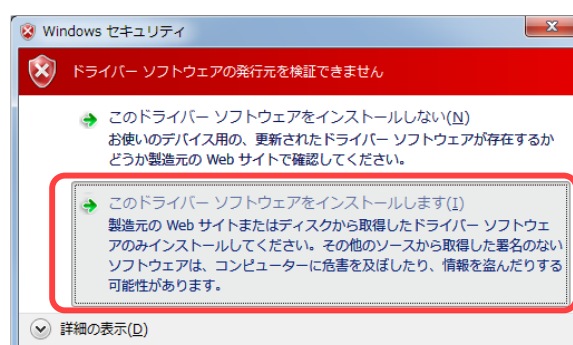 Windows セキュリティ
ドライバー ソフトウェアの発行元を検証できません
このドライバー ソフトウェアをインストールしない(N)
お使いのデバイス用の、更新されたドライバー ソフトウェアが存在するか
どうか製造元の Web サイトで確認してください。
このドライバー ソフトウェアをインストールします(I)
製造元の Web サイトまたはディスクから取得したドライバー ソフトウェ
アのみインストールしてください。その他のソースから取得した署名のない
ソフトウェアは、コンピューターに危害を及ぼしたり、情報を盗んだりする
可能性があります。
詳細の表示(D)